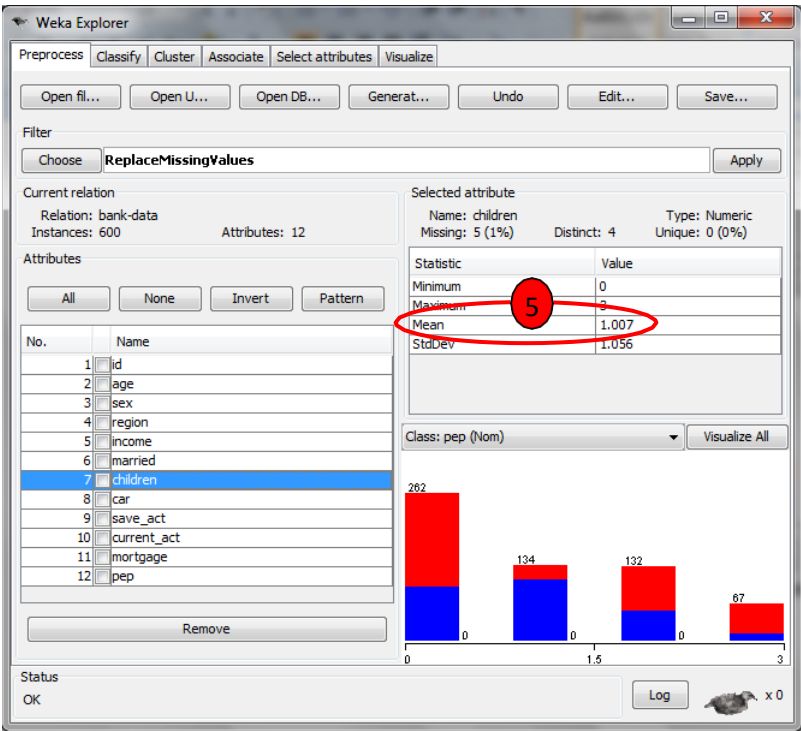 Weka Explorer
Preprocess Classify Cluster Associate Select attributes Visualize
Open fil... Open U... Open DB... Generat... Undo Edit... Save...
Filter
Choose ReplaceMissingValues Apply
Current relation
Relation: bank-data
Instances: 600 Attributes: 12
Attributes
All None Invert Pattern
No. Name
1 id
2 age
3 sex
4 region
5 income
6 married
7 children
8 car
9 save_act
10 current_act
11 mortgage
12 pep
Remove
Selected attribute
Name: children Type: Numeric
Missing: 5 (1%) Distinct: 4 Unique: 0 (0%)
Statistic Value
Minimum 0
Maximum 3
5
Mean 1.007
StdDev 1.056
Class: pep (Nom) Visualize All
262
134
132
67
0 0 0
0 1.5 3
Status
OK
Log x 0